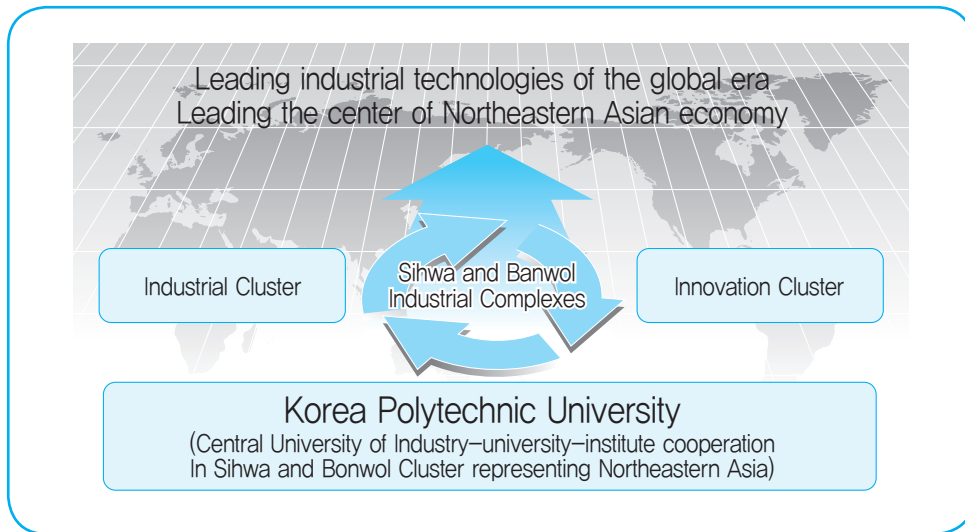 Leading industrial technologies of the global era
Leading the center of Northeastern Asian economy
Industrial Cluster
Sihwa and Banwol
Industrial Complexes
Innovation Cluster
Korea Polytechnic University
(Central University of Industry-university-institute cooperation
In Sihwa and Bonwol Cluster representing Northeastern Asia)